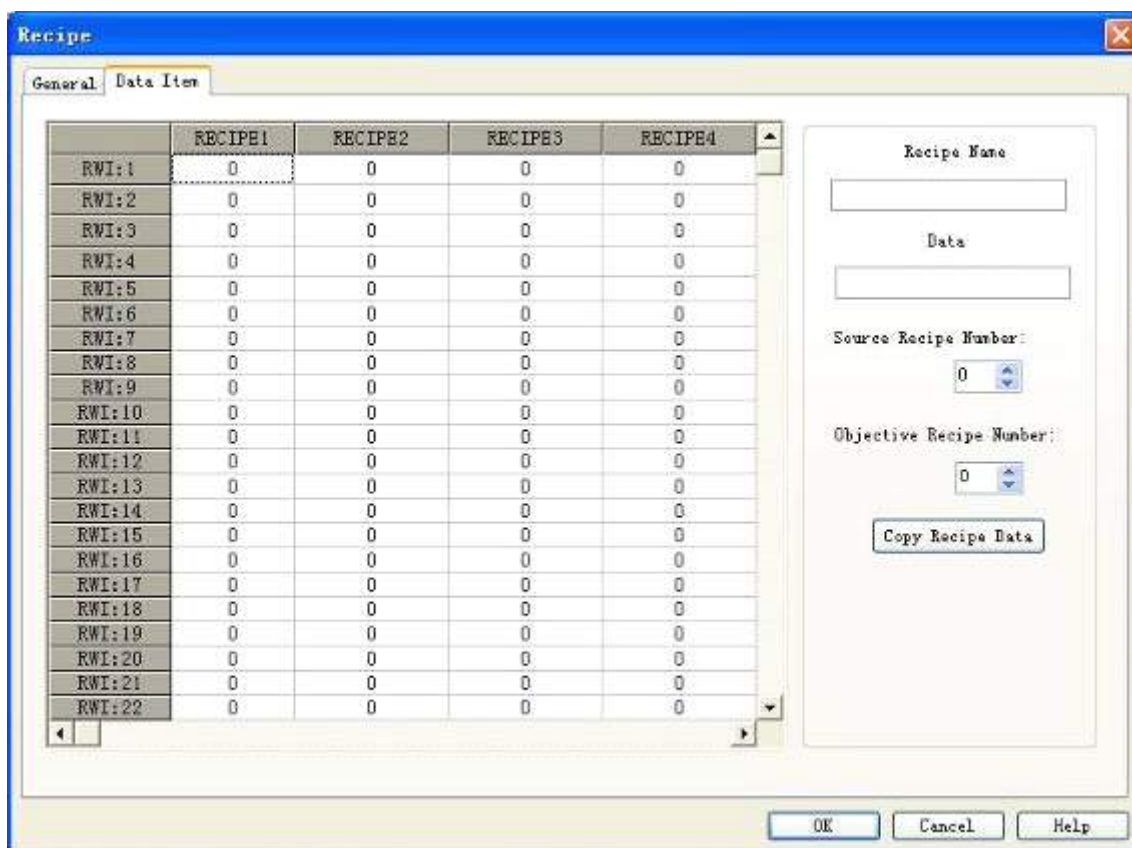 Recipe
General Data Item
RECIPE1 RECIPE2 RECIPE3 RECIPE4
RWI:1 0 0 0 0
RWI:2 0 0 0 0
RWI:3 0 0 0 0
RWI:4 0 0 0 0
RWI:5 0 0 0 0
RWI:6 0 0 0 0
RWI:7 0 0 0 0
RWI:8 0 0 0 0
RWI:9 0 0 0 0
RWI:10 0 0 0 0
RWI:11 0 0 0 0
RWI:12 0 0 0 0
RWI:13 0 0 0 0
RWI:14 0 0 0 0
RWI:15 0 0 0 0
RWI:16 0 0 0 0
RWI:17 0 0 0 0
RWI:18 0 0 0 0
RWI:19 0 0 0 0
RWI:20 0 0 0 0
RWI:21 0 0 0 0
RWI:22 0 0 0 0
Recipe Name
Data
Source Recipe Number:
0
Objective Recipe Number:
0
Copy Recipe Data
OK Cancel Help